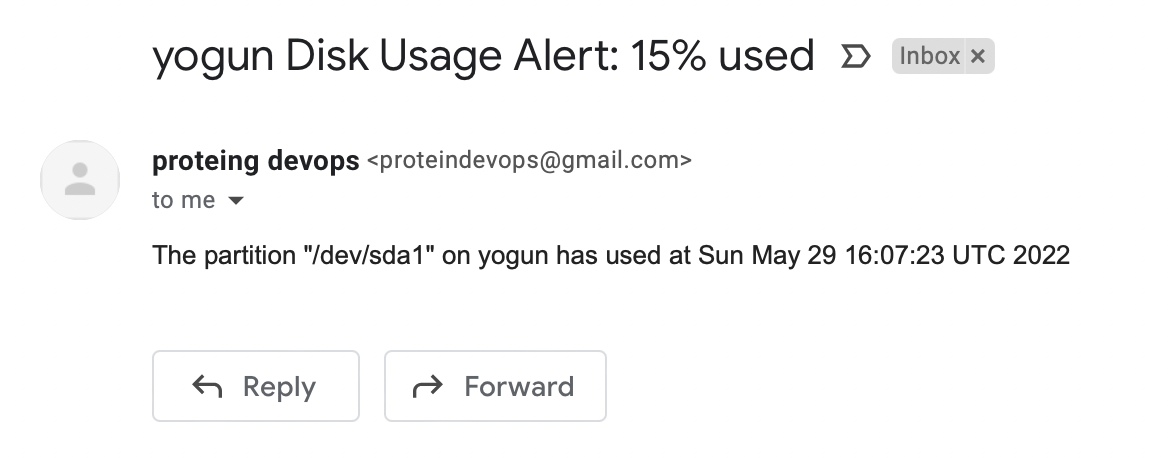 yogun Disk Usage Alert: 15% used Inbox ×
proteing devops <proteindevops@gmail.com>
to me
The partition "/dev/sda1" on yogun has used at Sun May 29 16:07:23 UTC 2022
Reply Forward